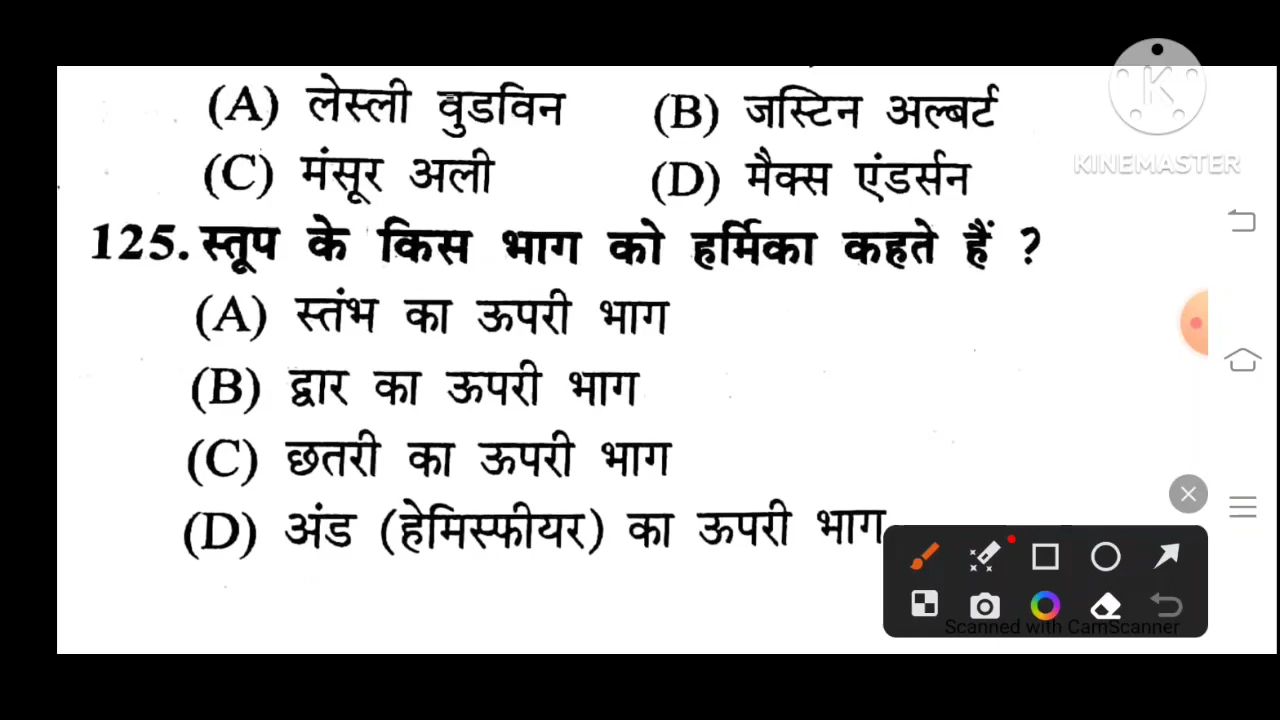 (A) लेस्ली वुडविन (B) जस्टिन अल्बर्ट
KINEMASTER
(C) मंसूर अली (D) मैक्स एंडर्सन
125. स्तूप के किस भाग को हर्मिका कहते हैं ?
(A) स्तंभ का ऊपरी भाग
(B) द्वार का ऊपरी भाग
(C) छतरी का ऊपरी भाग
(D) अंड (हेमिस्फीयर) का ऊपरी भाग
Scanned with CamScanner